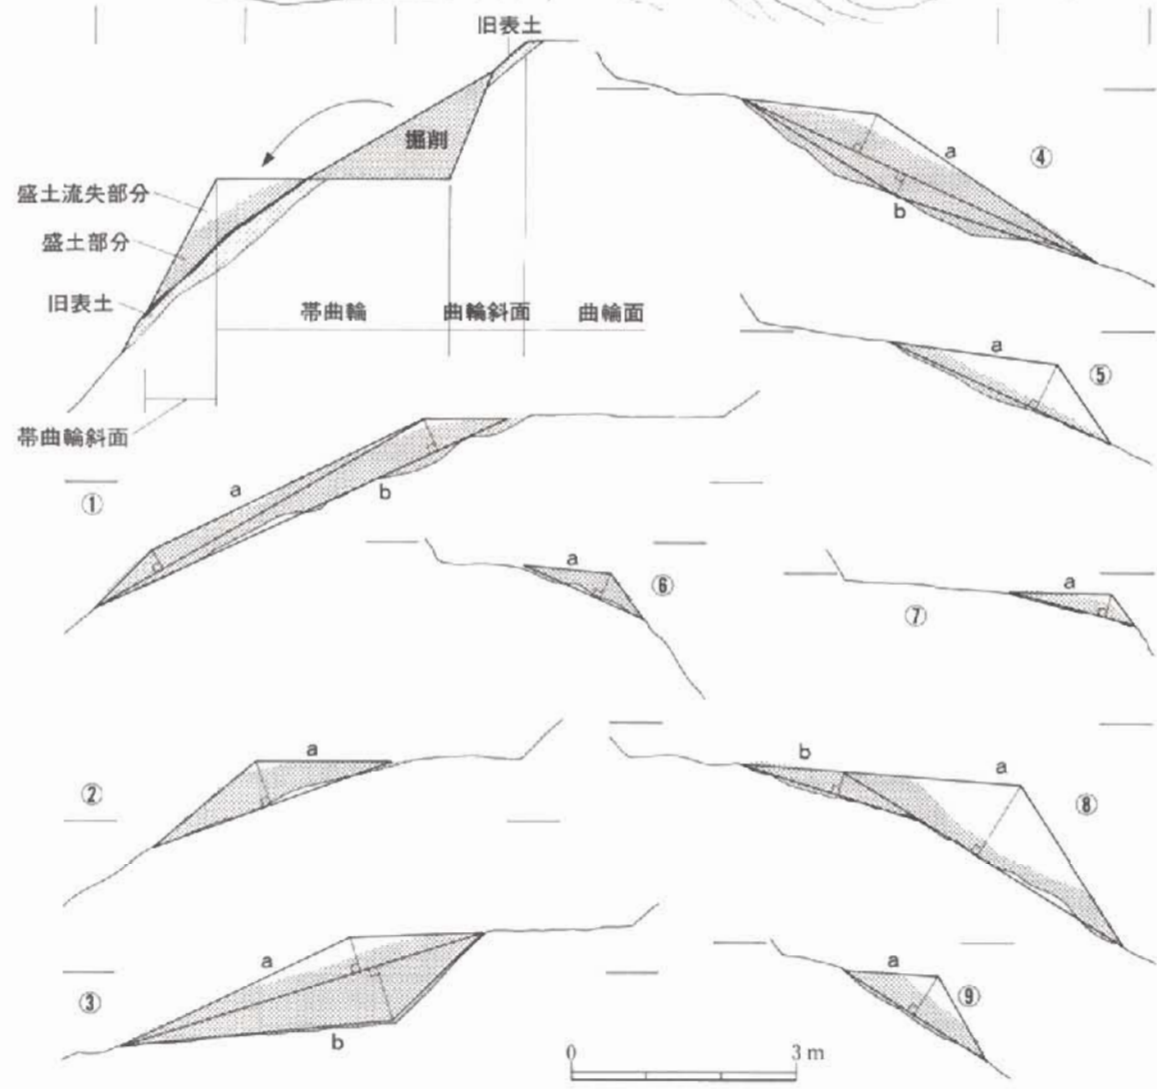 旧表土
掘削
盛土流失部分
盛土部分
旧表土
帯曲輪
曲輪斜面
曲輪面
帯曲輪斜面
a
b
④
a
⑤
a
b
①
a
⑥
a
⑦
a
②
b
a
⑧
a
b
③
a
⑨
0
3 m